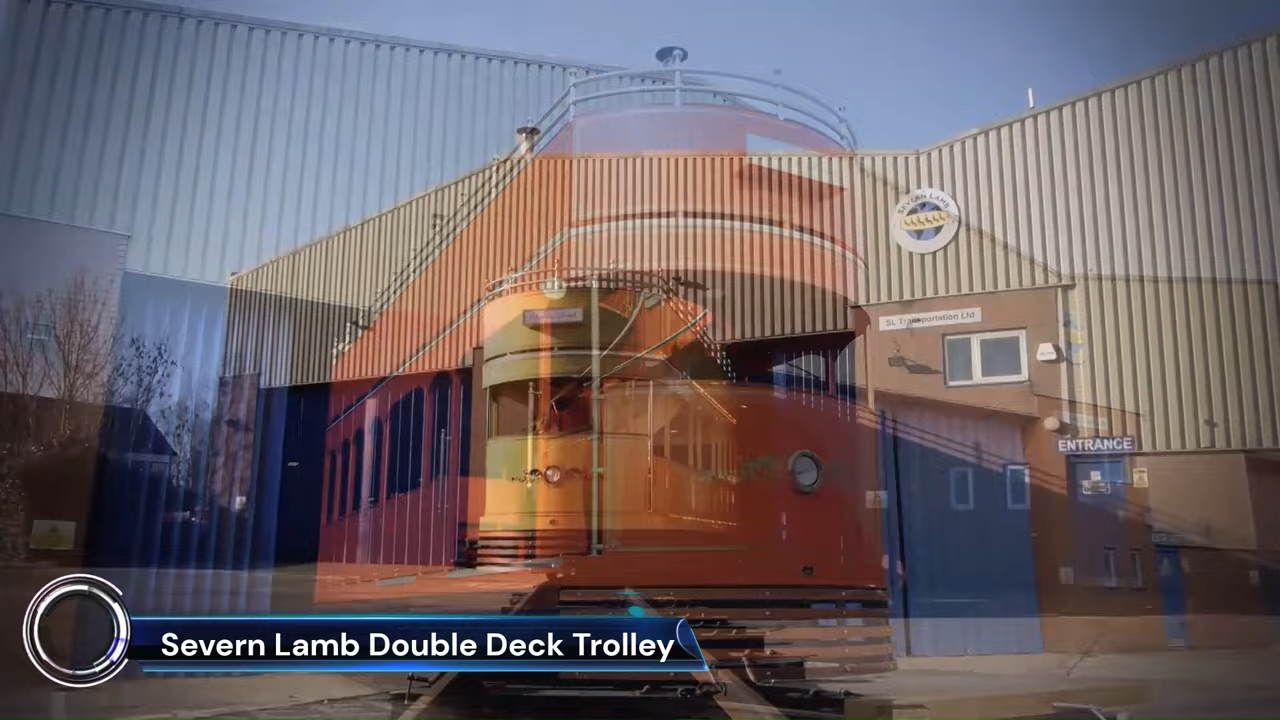 SEVERN LAMB
SL Transportation Ltd
ENTRANCE
Severn Lamb Double Deck Trolley